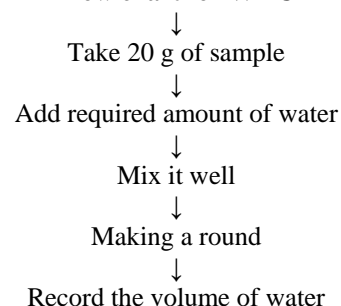 ↓
Take 20 g of sample
↓
Add required amount of water
↓
Mix it well
↓
Making a round
↓
Record the volume of water